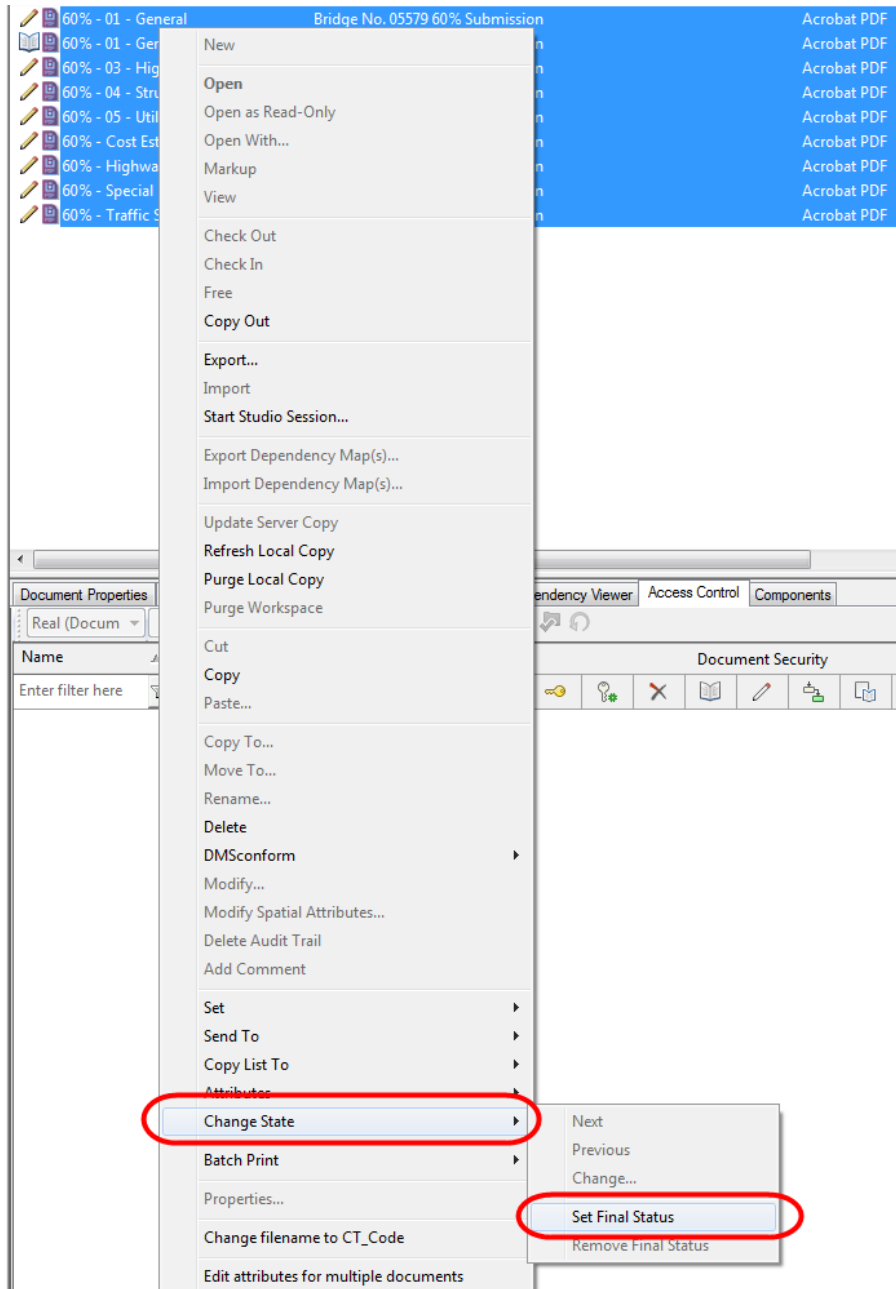 60% - 01 - General Bridge No. 05579 60% Submission Acrobat PDF
60% - 01 - Ger n Acrobat PDF
60% - 03 - Hig n Acrobat PDF
60% - 04 - Stru n Acrobat PDF
60% - 05 - Util n Acrobat PDF
60% - Cost Est n Acrobat PDF
60% - Highwa n Acrobat PDF
60% - Special n Acrobat PDF
60% - Traffic S n Acrobat PDF
New
Open
Open as Read-Only
Open With...
Markup
View
Check Out
Check In
Free
Copy Out
Export...
Import
Start Studio Session...
Export Dependency Map(s)...
Import Dependency Map(s)...
Update Server Copy
Refresh Local Copy
Purge Local Copy
Purge Workspace
Cut
Copy
Paste...
Copy To...
Move To...
Rename...
Delete
DMSconform
Modify...
Modify Spatial Attributes...
Delete Audit Trail
Add Comment
Set
Send To
Copy List To
Attributes
Change State
Batch Print
Properties...
Change filename to CT_Code
Edit attributes for multiple documents
Next
Previous
Change...
Set Final Status
Remove Final Status
Document Properties endency Viewer Access Control Components
Real (Docum
Name Document Security
Enter filter here